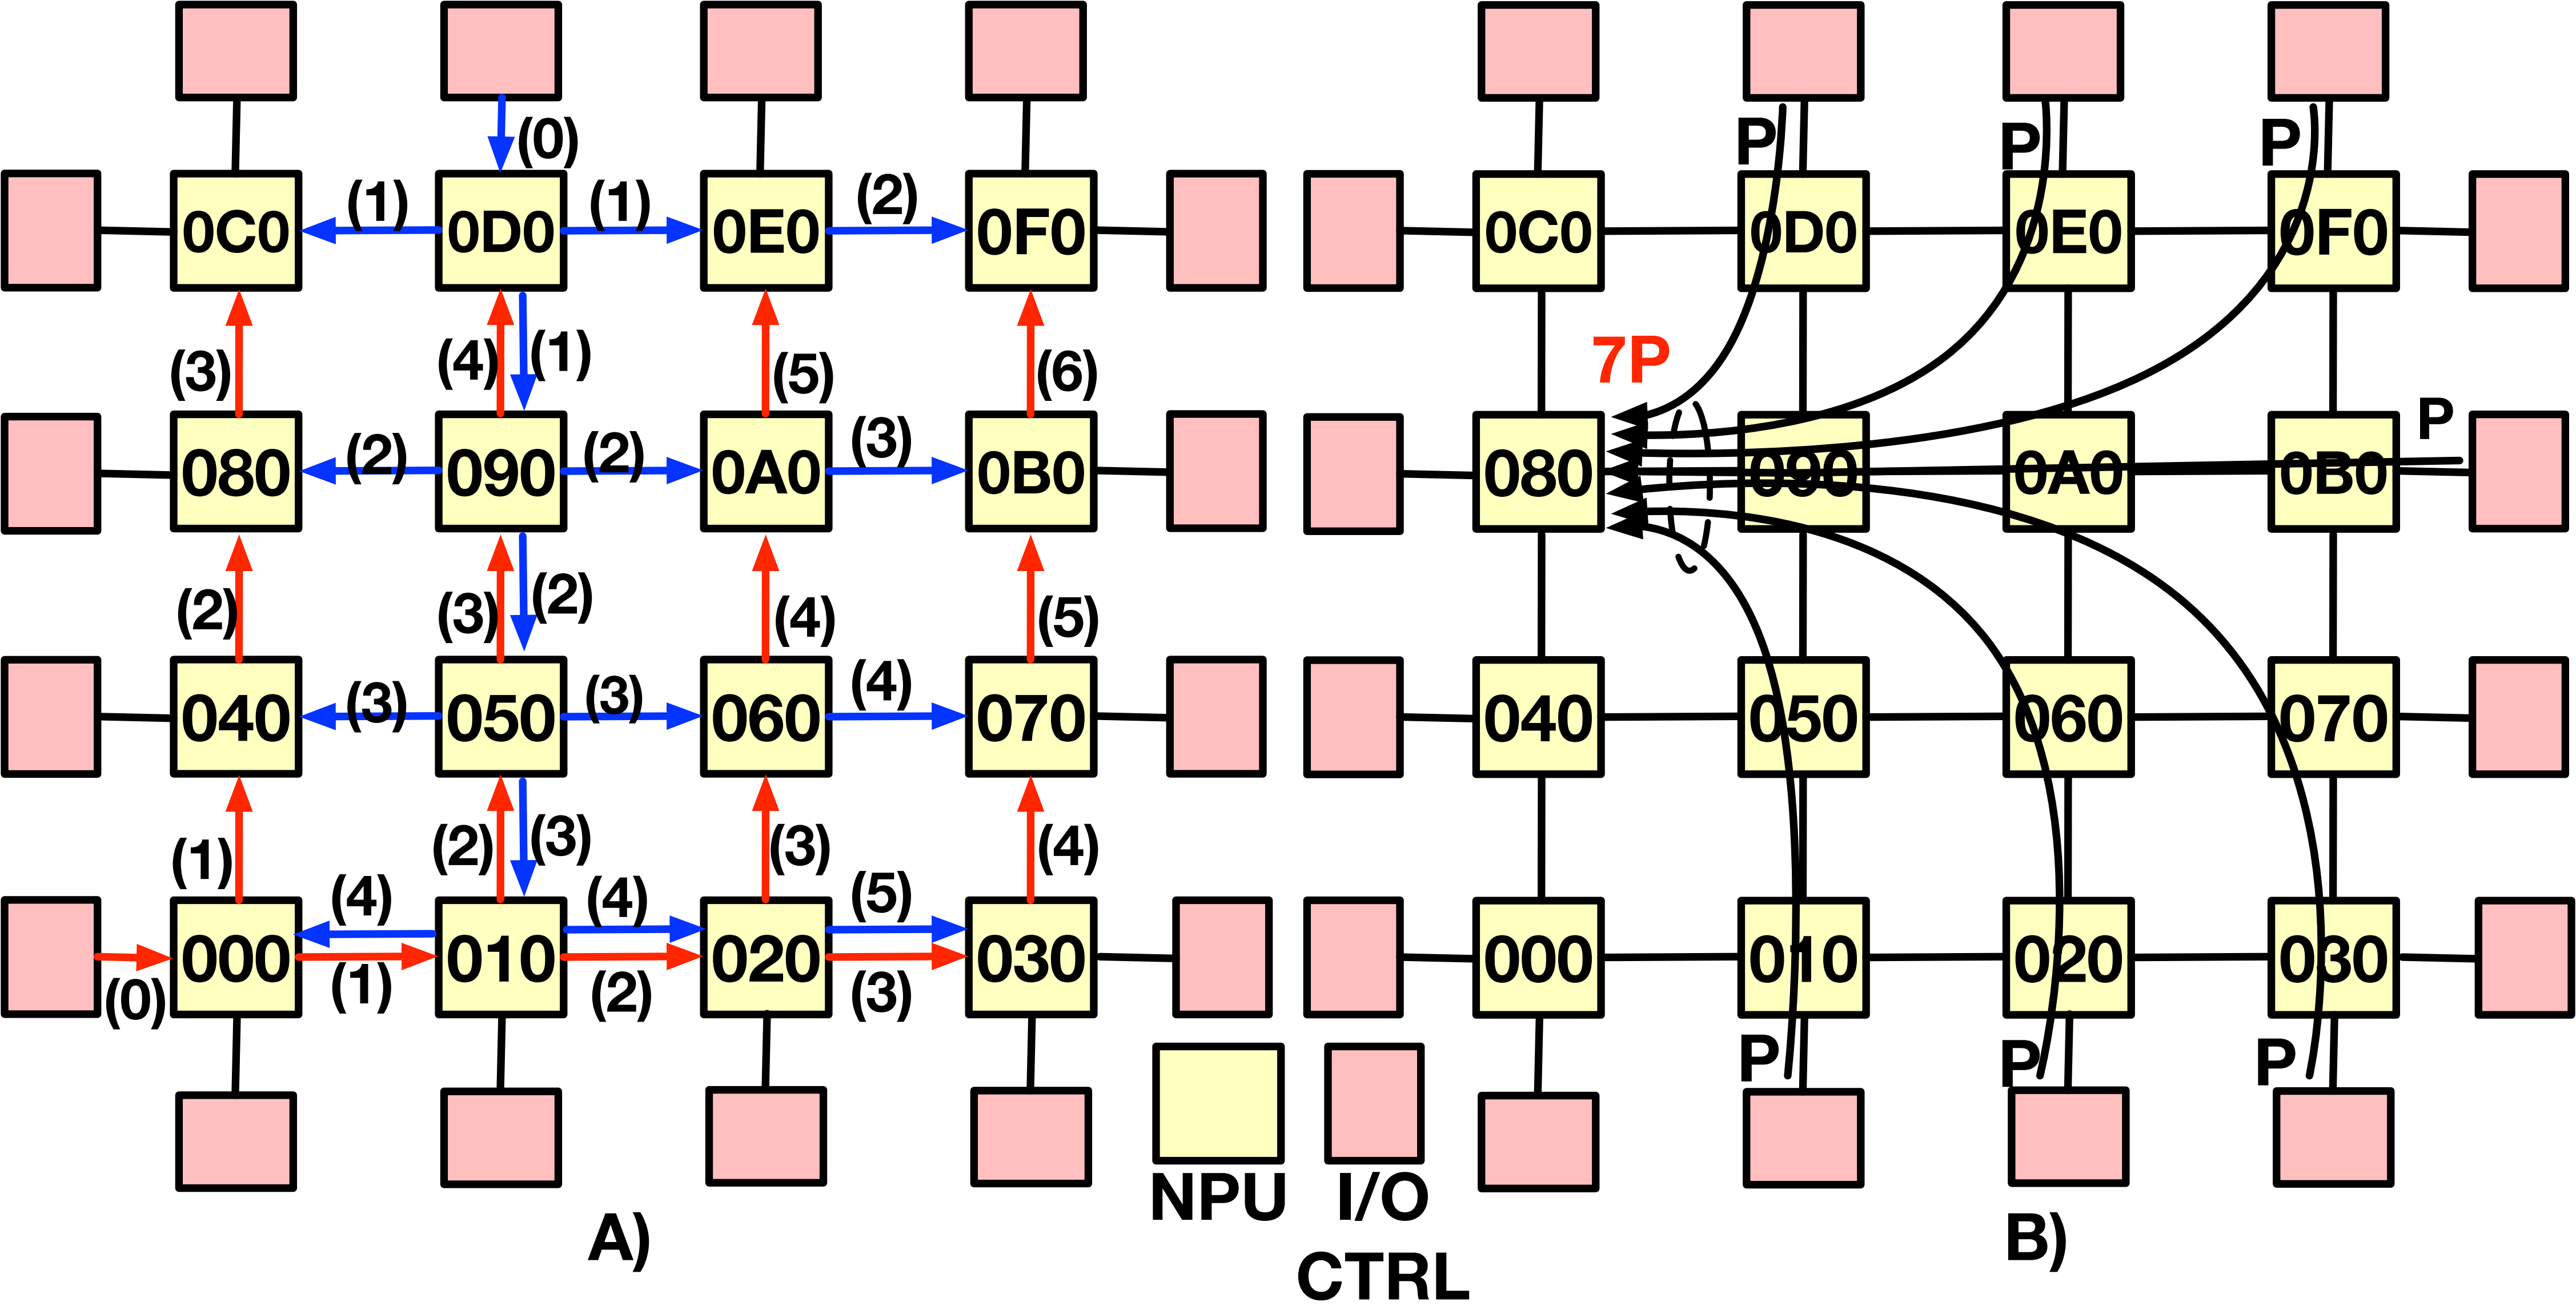 (0)
P P P
0C0 (1) 0D0 (1) 0E0 (2) 0F0
0C0 0D0 0E0 0F0
(3) (4) (1) (5) (6)
7P
080 (2) 090 (2) 0A0 (3) 0B0
080 090 0A0 0B0 P
(2) (3) (2) (4) (5)
040 (3) 050 (3) 060 (4) 070
040 050 060 070
(1) (2) (3) (3) (4)
(4) (4) (5)
000 010 020 030
000 010 020 030
(0) (1) (2) (3)
P P P
NPU I/O
CTRL
A) B)